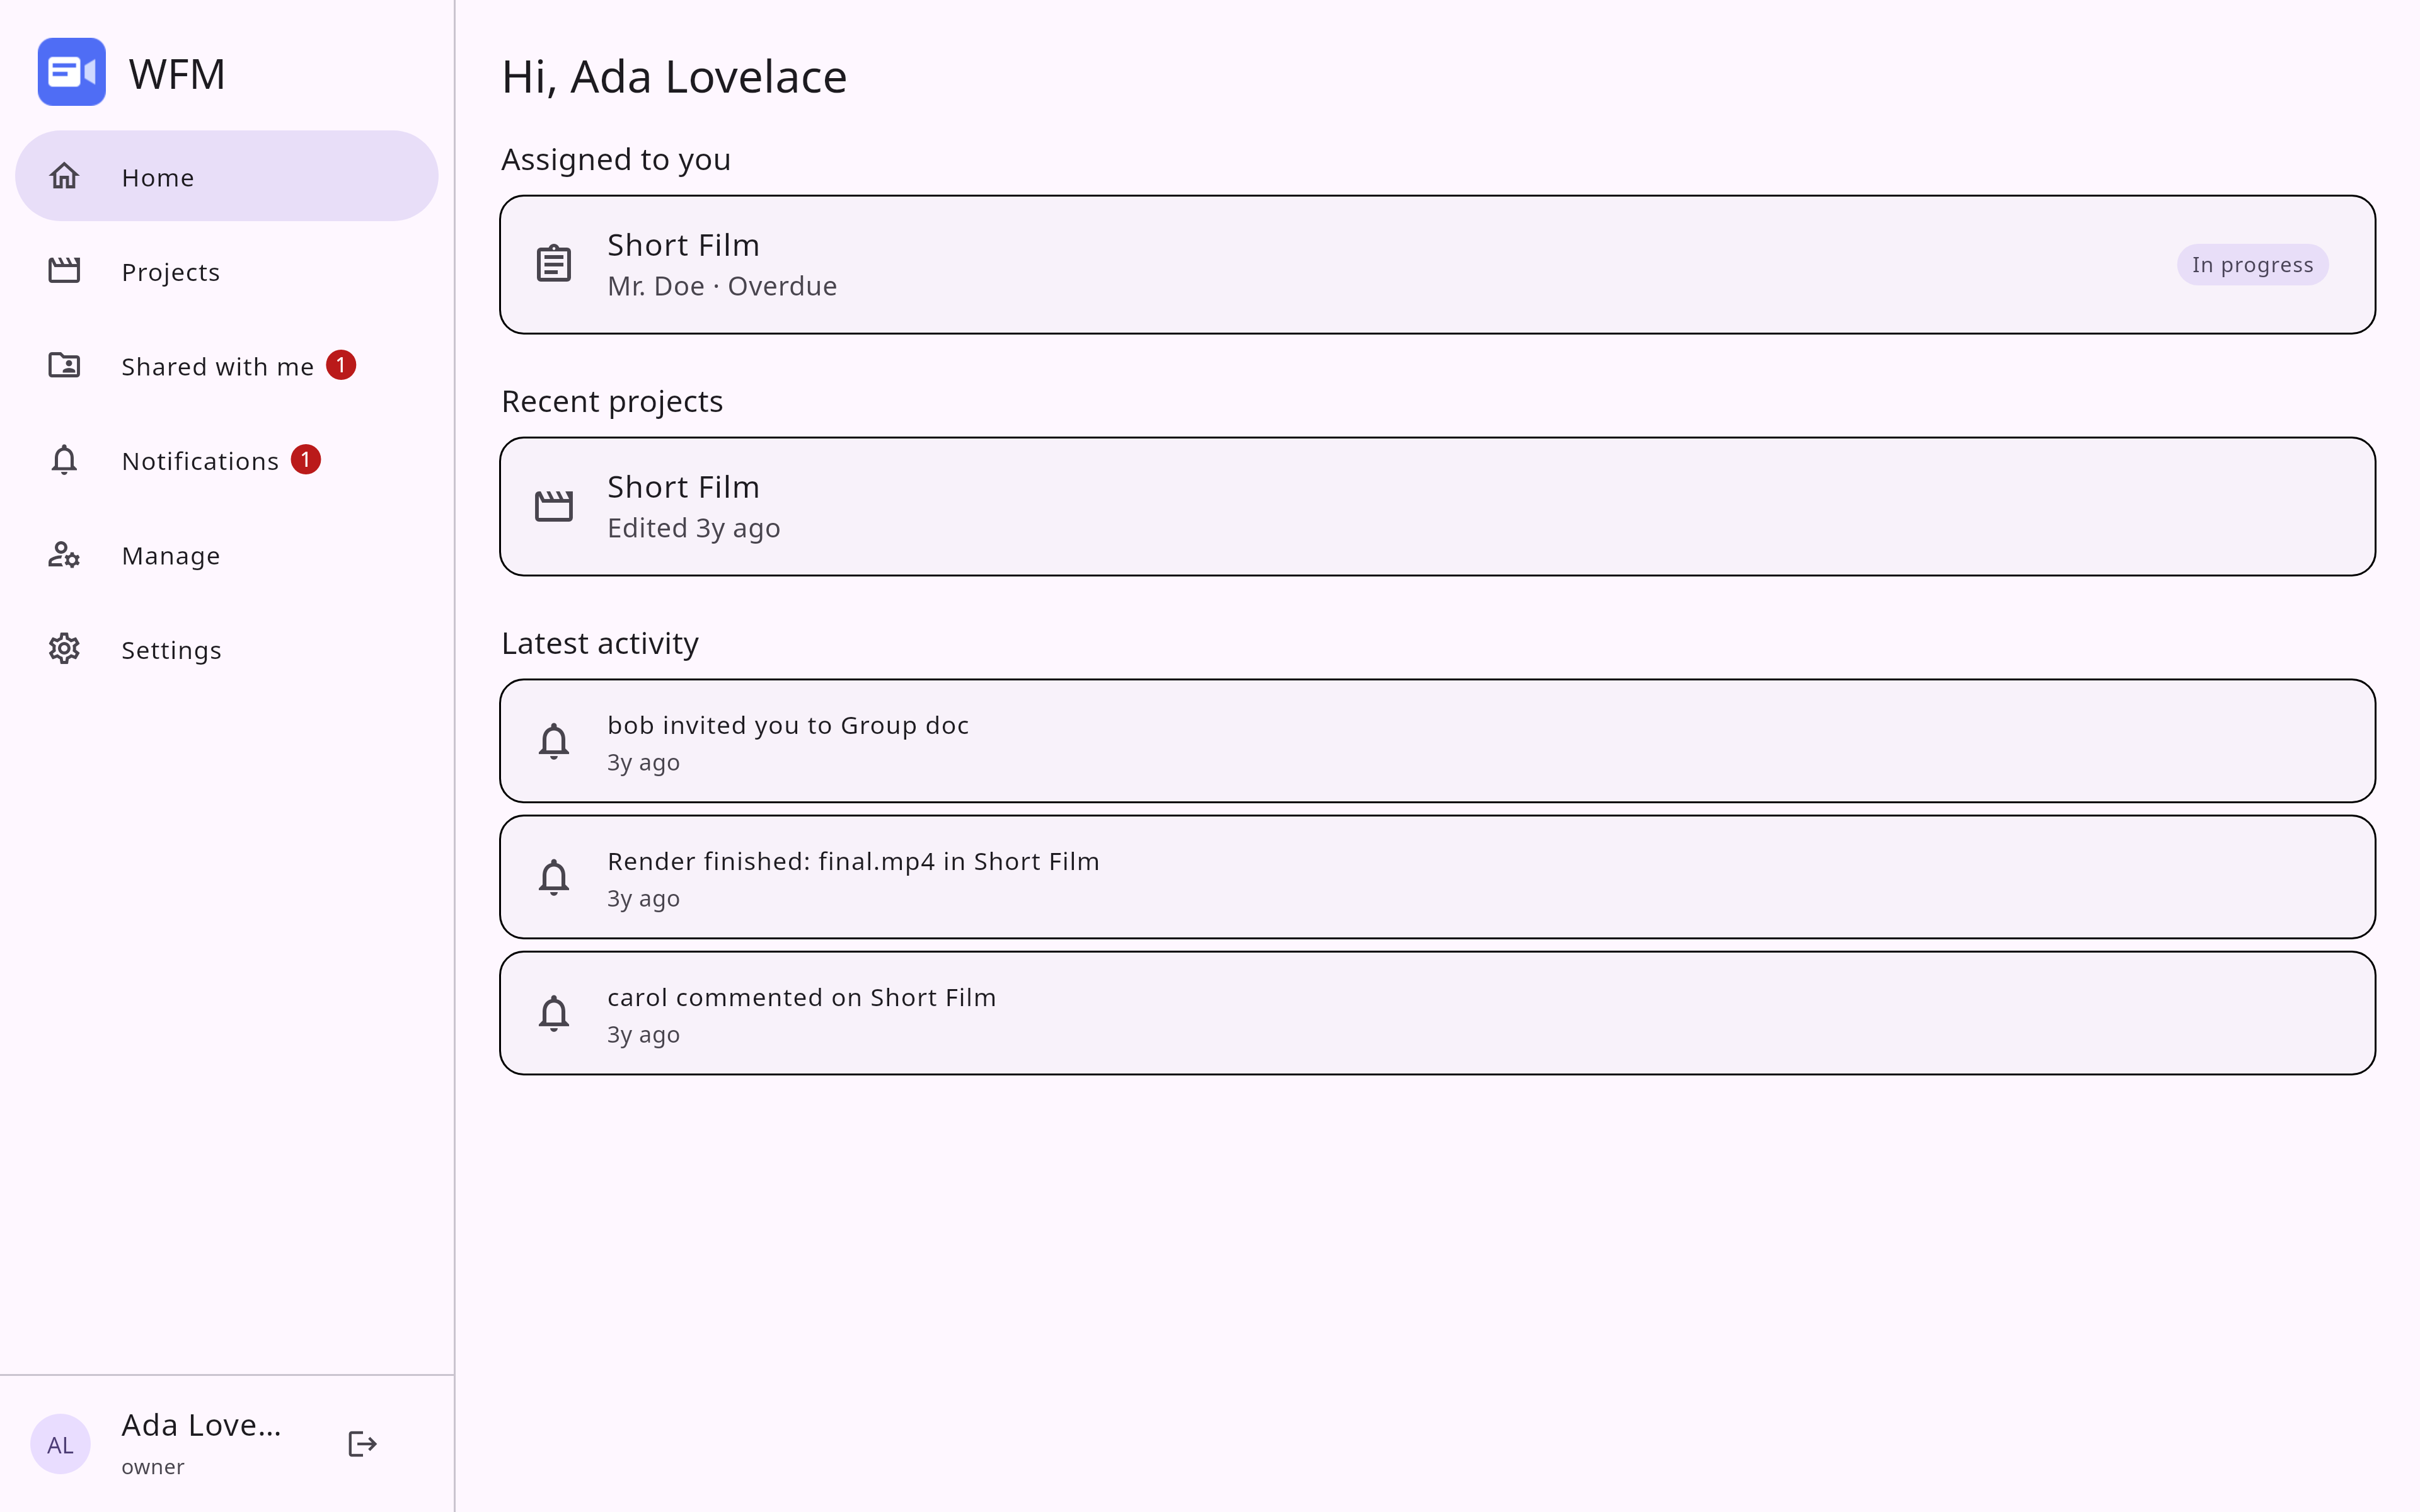 WFM
Home
Projects
Shared with me 1
Notifications 1
Manage
Settings
AL
Ada Love...
owner
Hi, Ada Lovelace
Assigned to you
Short Film
Mr. Doe · Overdue
In progress
Recent projects
Short Film
Edited 3y ago
Latest activity
bob invited you to Group doc
3y ago
Render finished: final.mp4 in Short Film
3y ago
carol commented on Short Film
3y ago